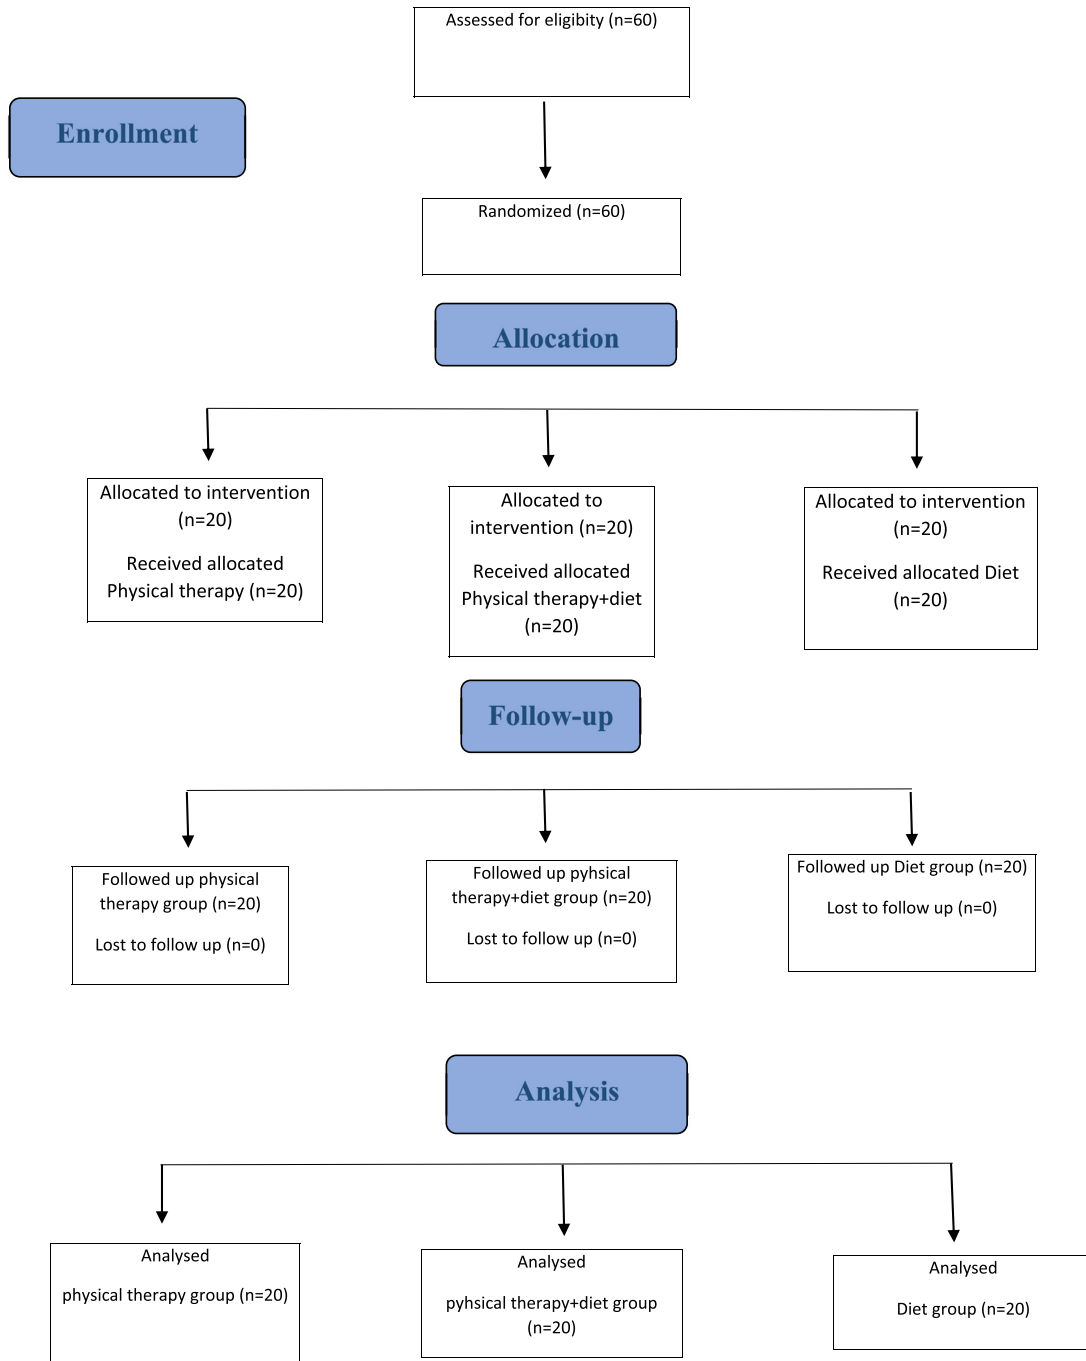 Assessed for eligibity (n=60)
Enrollment
Randomized (n=60)
Allocation
Allocated to intervention
(n=20)
Received allocated
Physical therapy (n=20)
Allocated to
intervention (n=20)
Received allocated
Physical therapy+diet
(n=20)
Allocated to intervention
(n=20)
Received allocated Diet
(n=20)
Follow-up
Followed up physical
therapy group (n=20)
Lost to follow up (n=0)
Followed up pyhsical
therapy+diet group (n=20)
Lost to follow up (n=0)
Followed up Diet group (n=20)
Lost to follow up (n=0)
Analysis
Analysed
physical therapy group (n=20)
Analysed
pyhsical therapy+diet group
(n=20)
Analysed
Diet group (n=20)